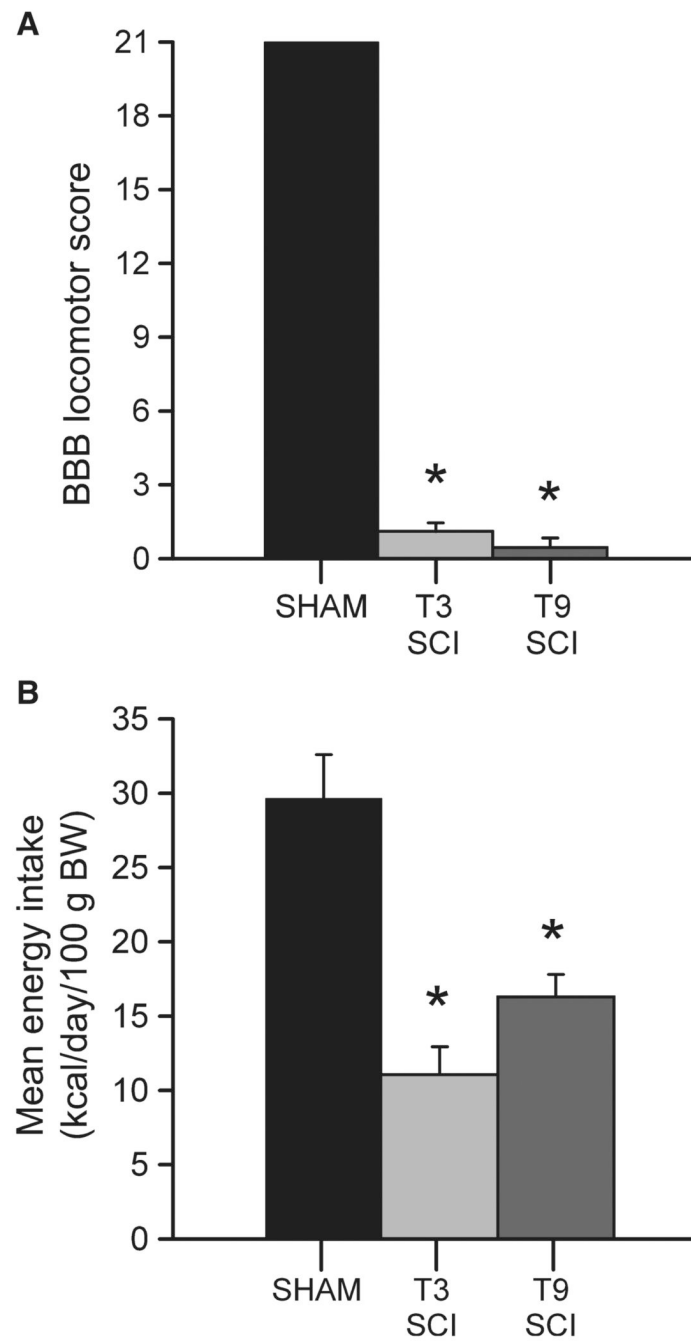 A
BBB locomotor score
21
18
15
12
9
6
3
0
*
*
SHAM
T3
SCI
T9
SCI
B
Mean energy intake
(kcal/day/100 g BW)
35
30
25
20
15
10
5
0
*
*
SHAM
T3
SCI
T9
SCI